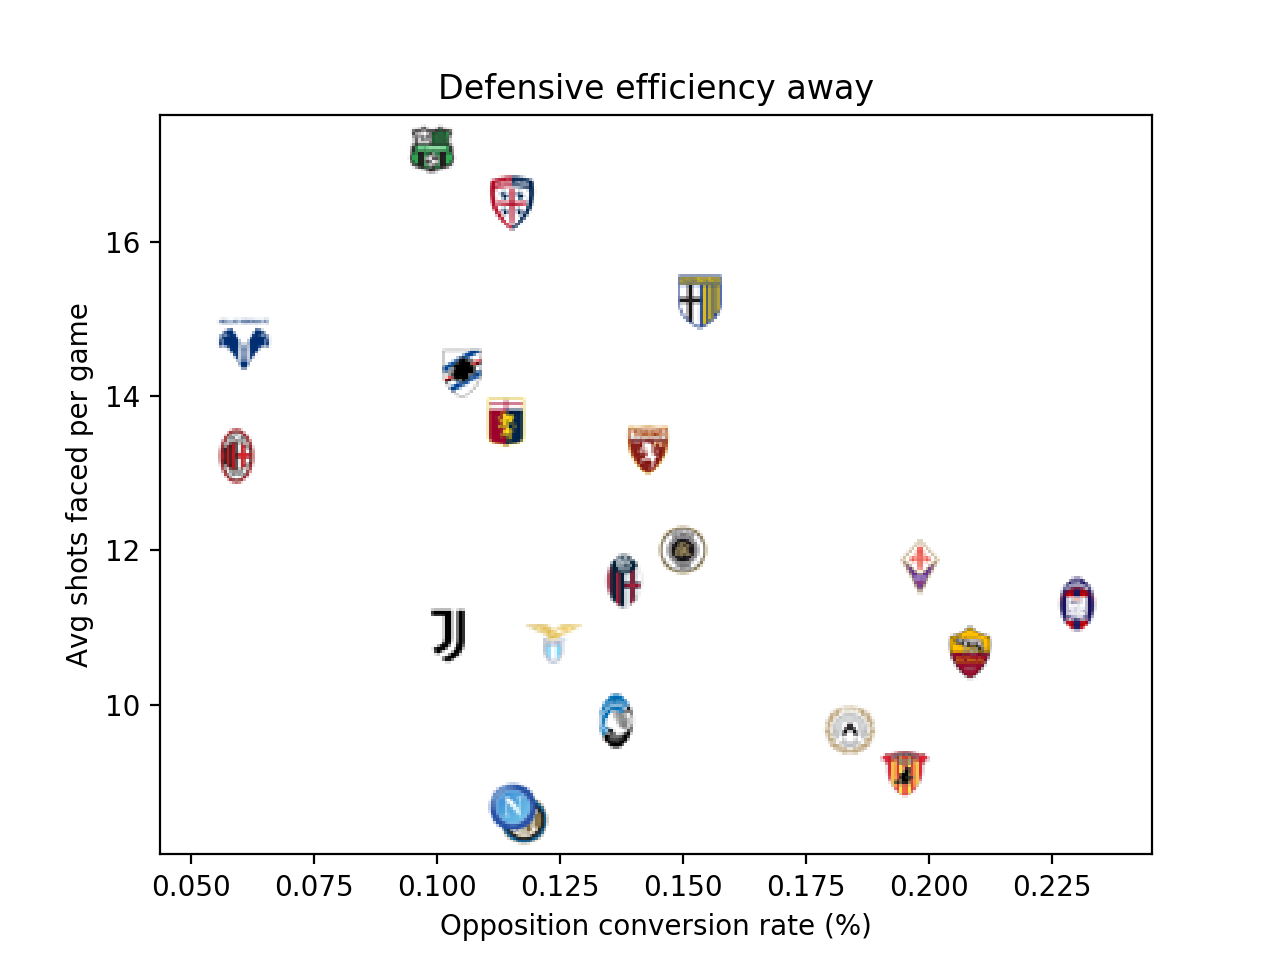 Defensive efficiency away
Avg shots faced per game
16
14
12
10
0.050 0.075 0.100 0.125 0.150 0.175 0.200 0.225
Opposition conversion rate (%)
TORINO
N